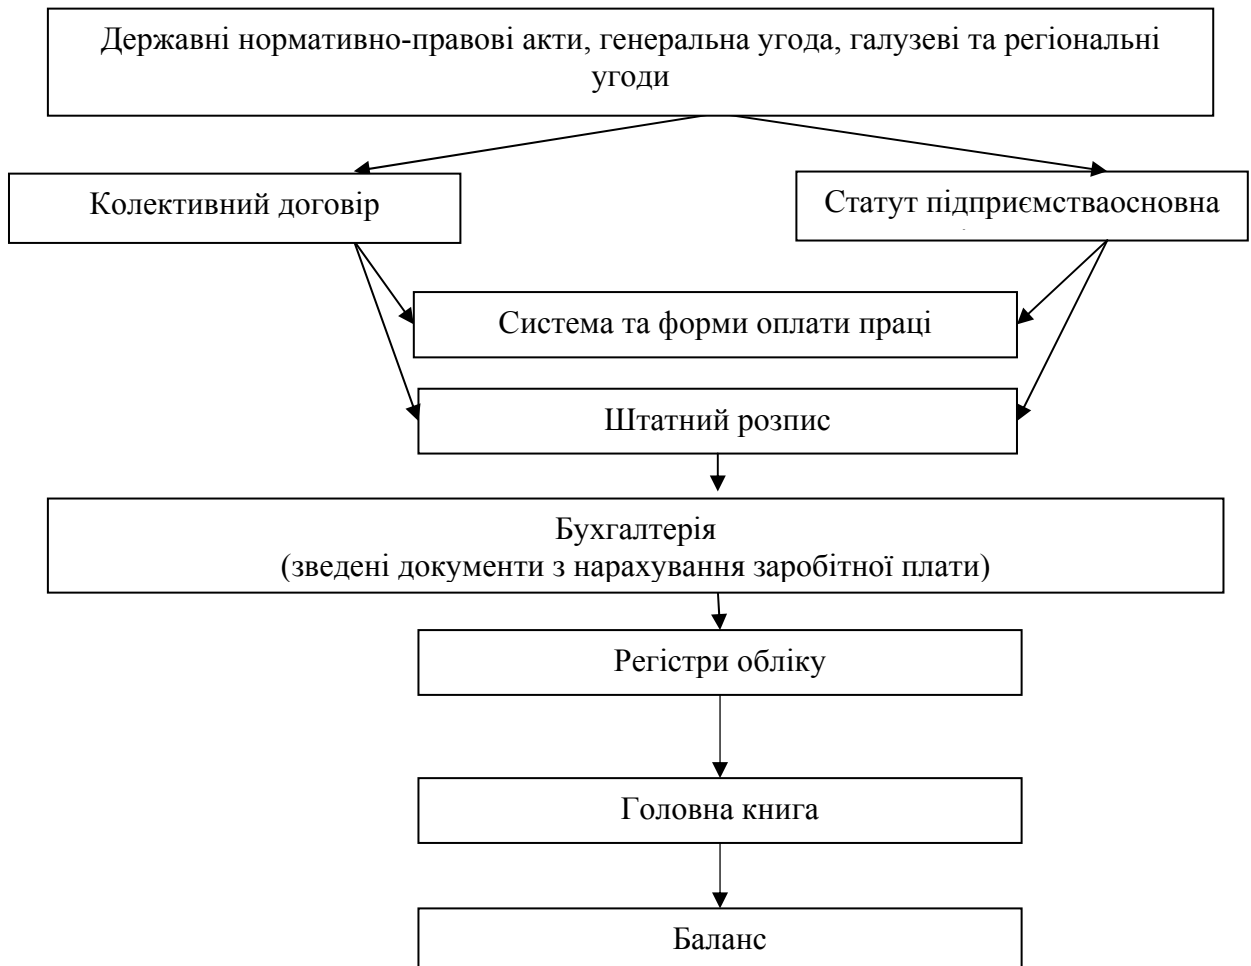 Державні нормативно-правові акти, генеральна угода, галузеві та регіональні
угоди
Колективний договір
Статут підприємстваосновна
Система та форми оплати праці
Штатний розпис
Бухгалтерія
(зведені документи з нарахування заробітної плати)
Регістри обліку
Головна книга
Баланс